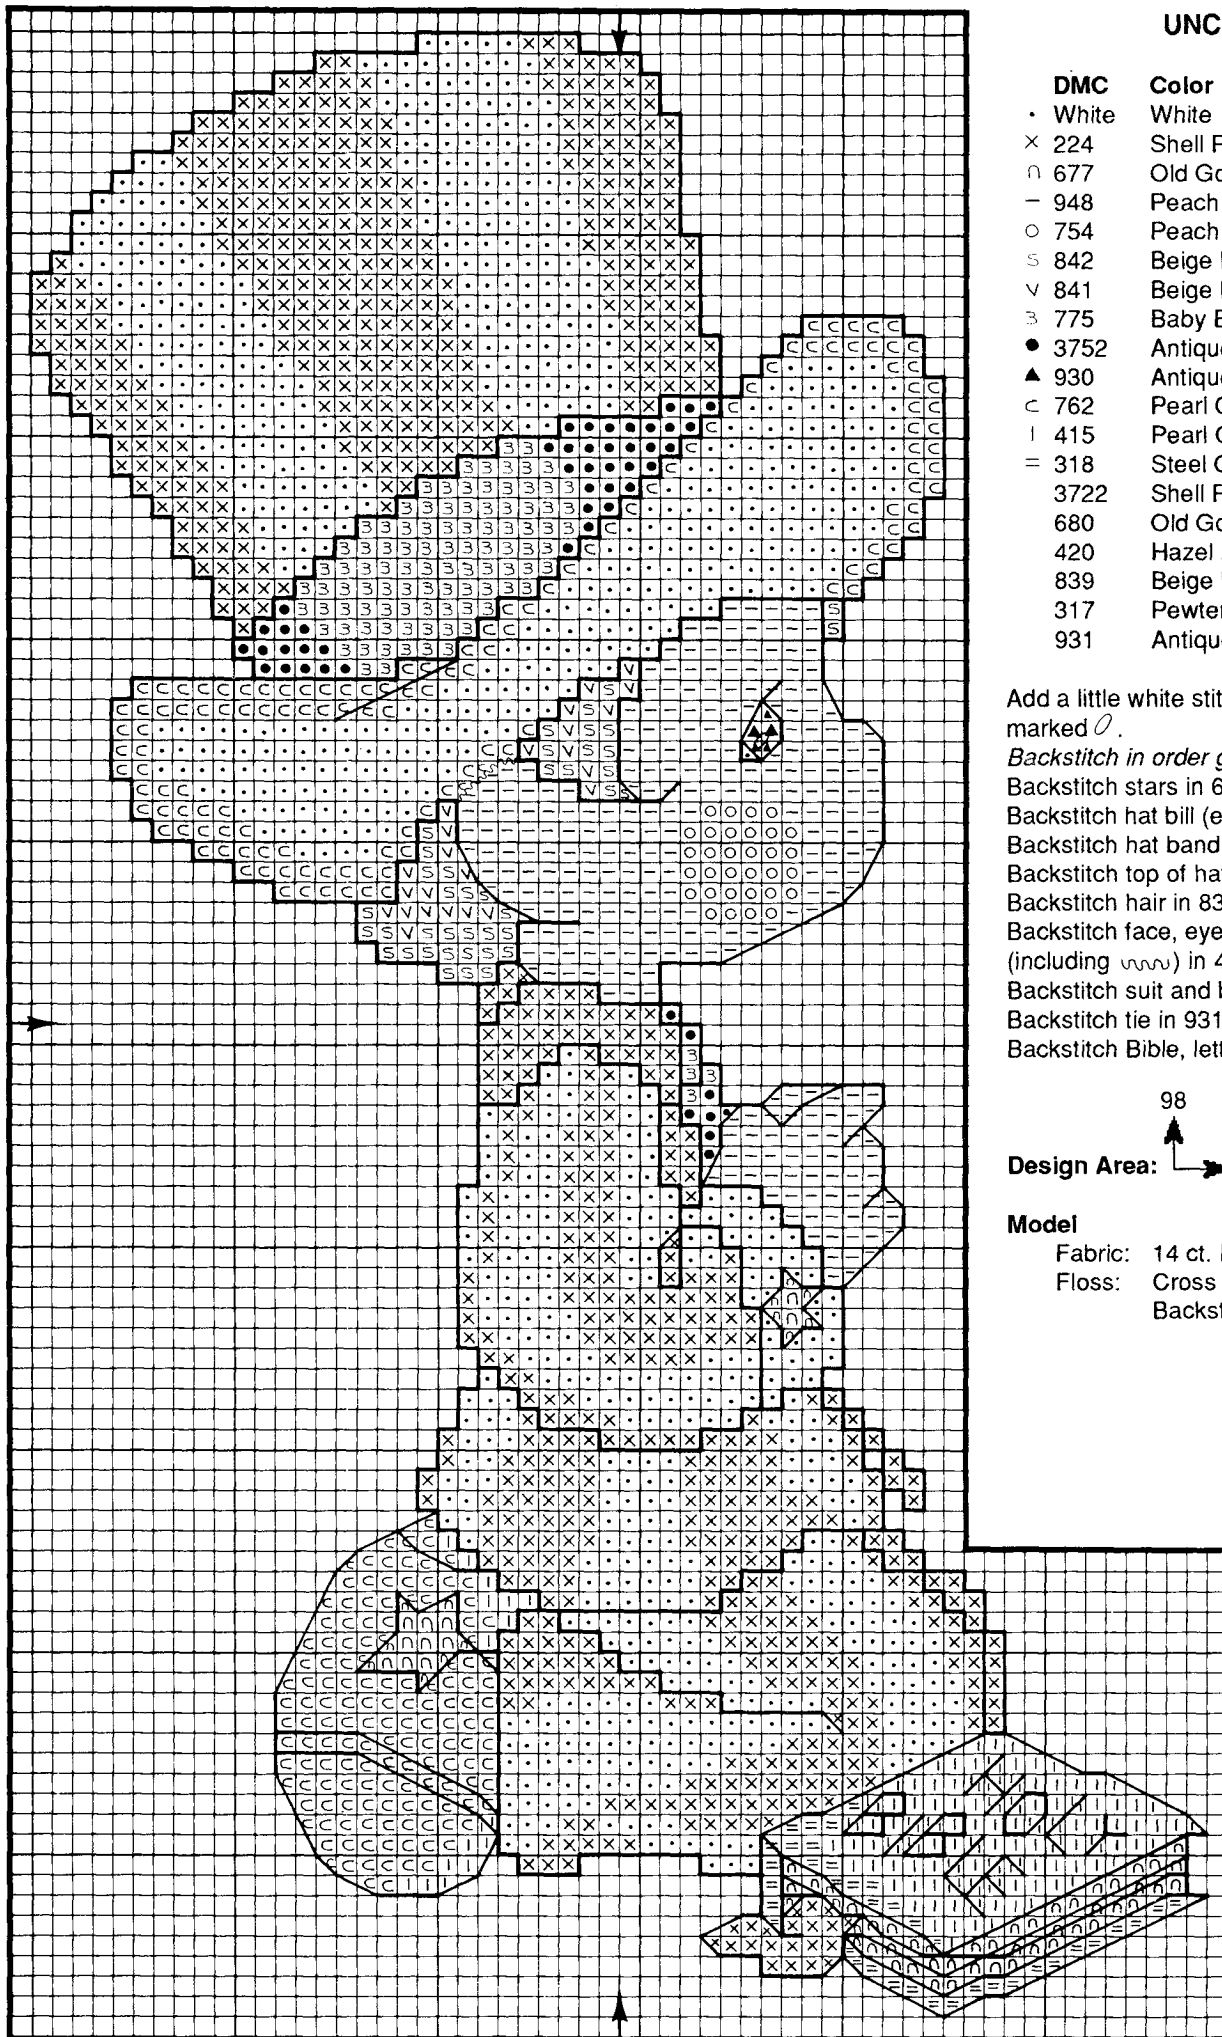 UNC
DMC Color
· White White
× 224 Shell P
∩ 677 Old Go
– 948 Peach
○ 754 Peach
S 842 Beige
V 841 Beige
3 775 Baby B
● 3752 Antique
▲ 930 Antique
C 762 Pearl G
I 415 Pearl G
= 318 Steel G
3722 Shell P
680 Old Go
420 Hazel
839 Beige
317 Pewter
931 Antique
Add a little white stit
marked .
Backstitch in order g
Backstitch stars in 6
Backstitch hat bill (e
Backstitch hat band
Backstitch top of hat
Backstitch hair in 83
Backstitch face, eye
(including ) in 4
Backstitch suit and b
Backstitch tie in 931
Backstitch Bible, lett
98
Design Area:
Model
Fabric: 14 ct.
Floss: Cross
Backst